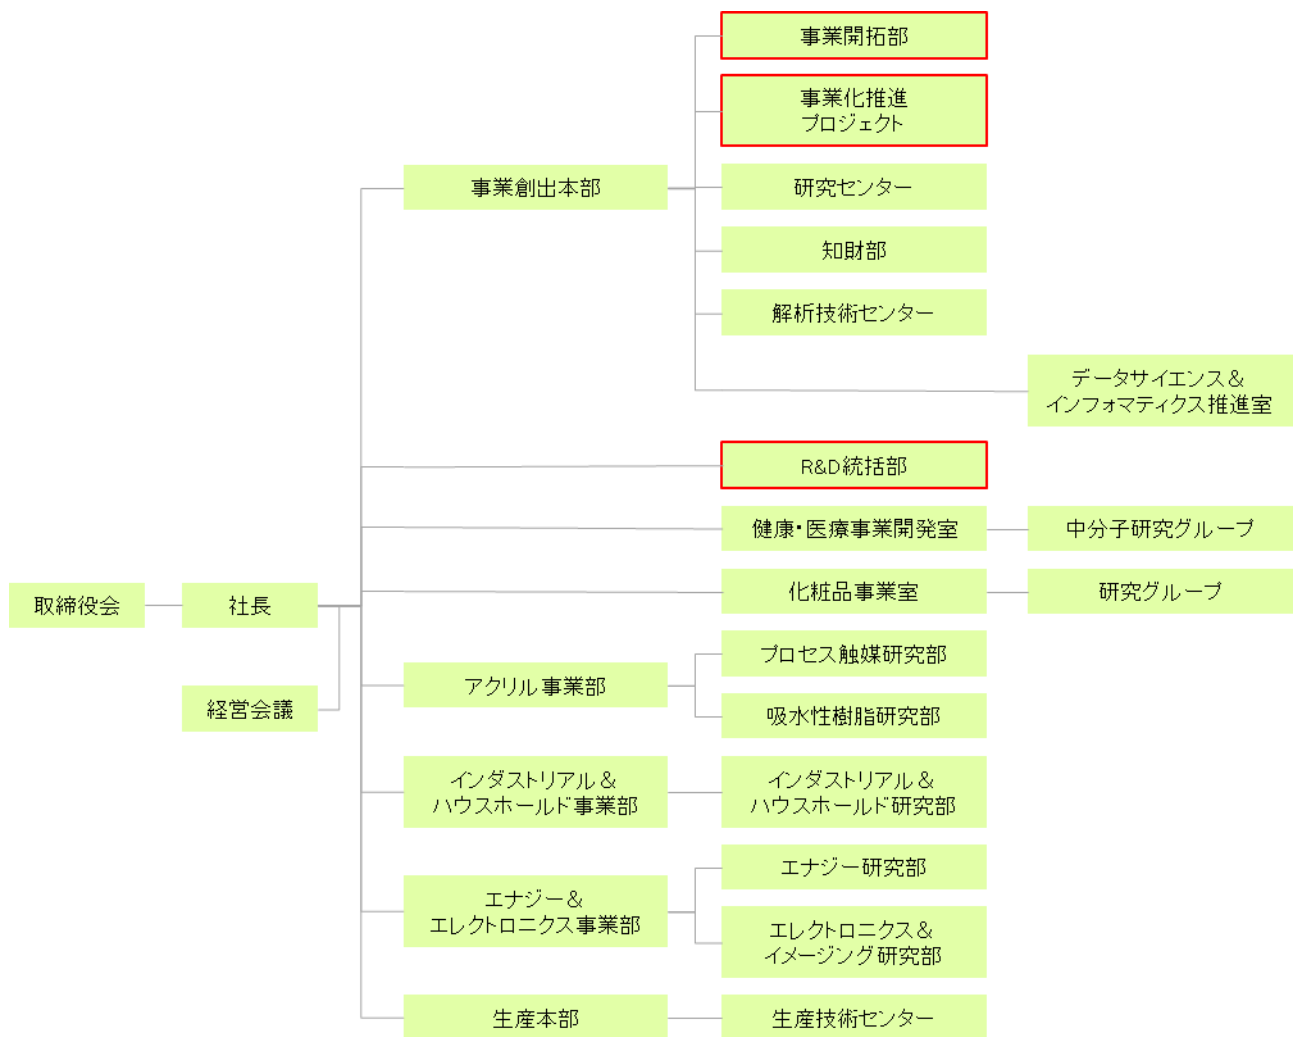 事業開拓部
事業化推進
プロジェクト
事業創出本部
研究センター
知財部
解析技術センター
データサイエンス＆
インフォマティクス推進室
R&D統括部
健康・医療事業開発室
中分子研究グループ
化粧品事業室
研究グループ
取締役会
社長
経営会議
アクリル事業部
プロセス触媒研究部
吸水性樹脂研究部
インダストリアル＆
ハウスホールド事業部
インダストリアル＆
ハウスホールド研究部
エナジー＆
エレクトロニクス事業部
エナジー研究部
エレクトロニクス＆
イメージング研究部
生産本部
生産技術センター